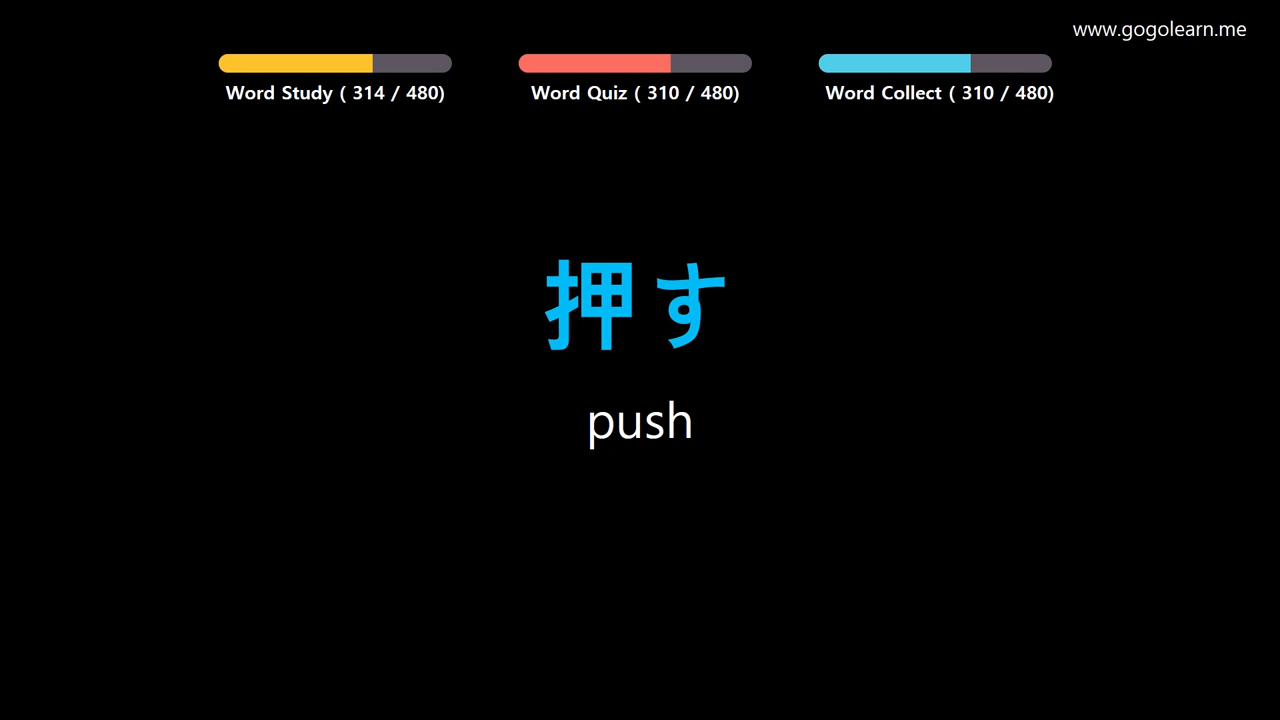 www.gogolearn.me
Word Study ( 314 / 480)
Word Quiz ( 310 / 480)
Word Collect ( 310 / 480)
押す
push